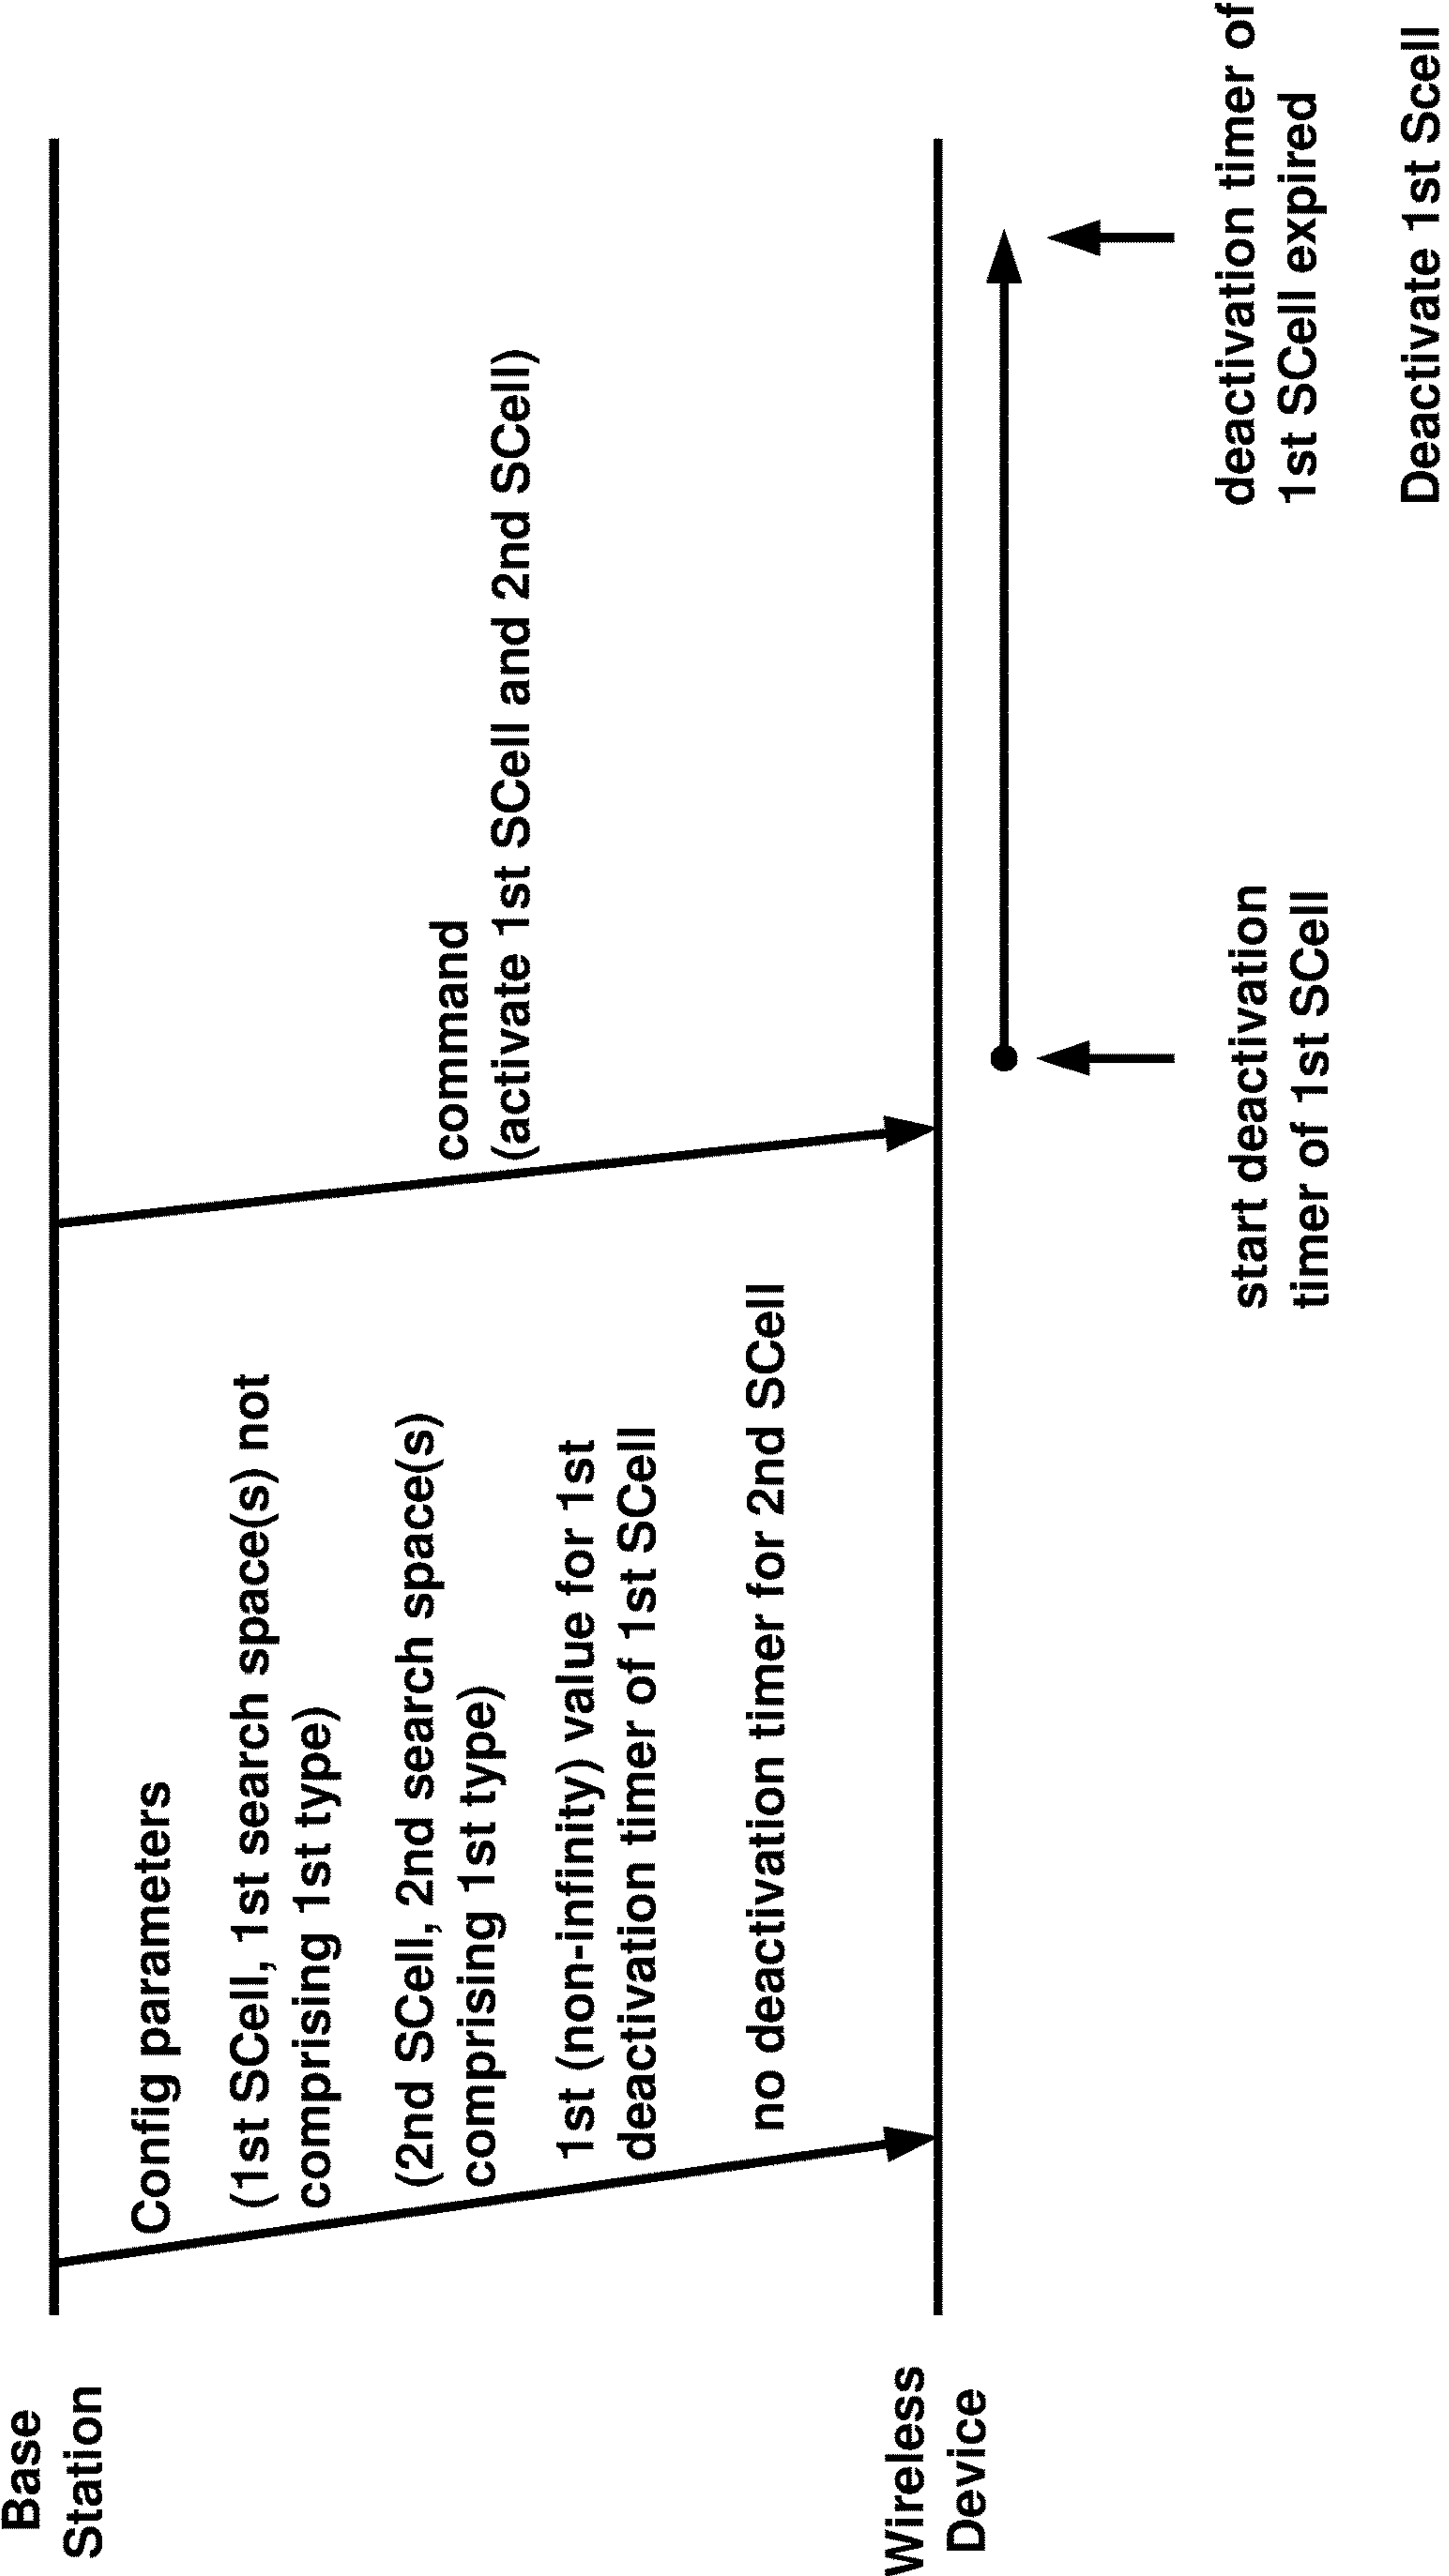 Base
Station
Config parameters
(1st SCell, 1st search space(s) not
comprising 1st type)
(2nd SCell, 2nd search space(s)
comprising 1st type)
1st (non-infinity) value for 1st
deactivation timer of 1st SCell
no deactivation timer for 2nd SCell
command
(activate 1st SCell and 2nd SCell)
Wireless
Device
start deactivation
timer of 1st SCell
deactivation timer of
1st SCell expired
Deactivate 1st Scell